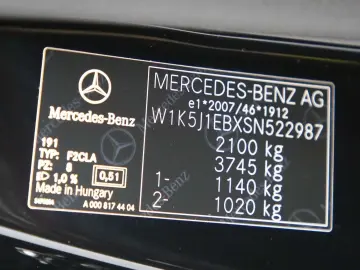 Mercedes-Benz
191
TYP: F2CLA
PZ: 8
1,0 % 0,51
Made in Hungary
A 000 817 44 04
MERCEDES-BENZ AG
e1*2007/46*1912
W1K5J1EBXSN522987
2100 kg
3745 kg
1- 1140 kg
2- 1020 kg